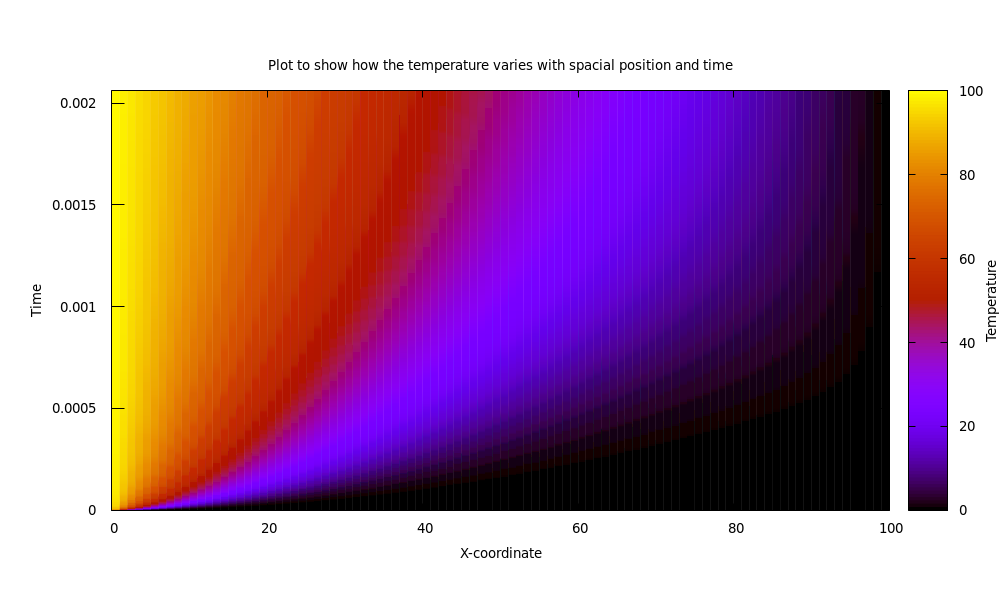 Plot to show how the temperature varies with spacial position and time
0.002
0.0015
0.001
0.0005
0
Time
0 20 40 60 80 100
X-coordinate
100
80
60
40
20
0
Temperature